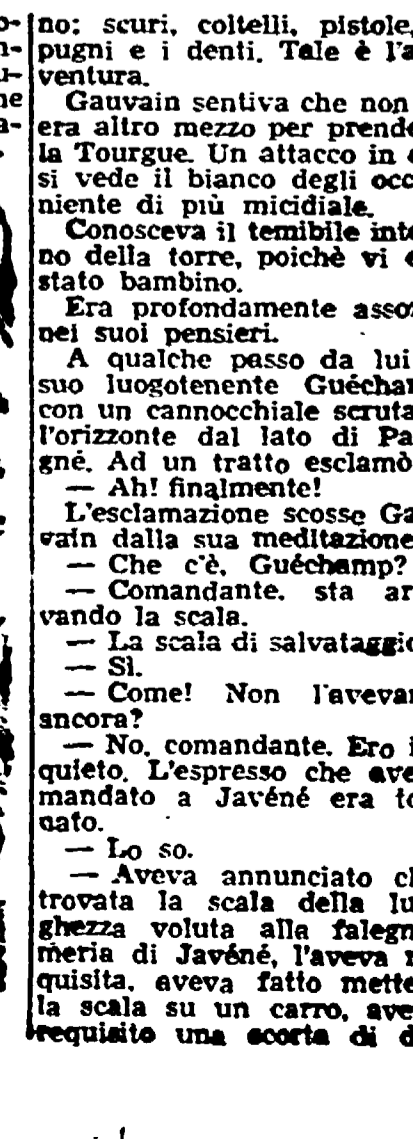 no: scuri, coltelli, pistole,
pugni e i denti. Tale è l'a
ventura.
Gauvain sentiva che non
era altro mezzo per prende
la Tourgue. Un attacco in
si vede il bianco degli occ
niente di più micidiale.
Conosceva il temibile inte
no della torre, poichè vi e
stato bambino.
Era profondamente assor
nei suoi pensieri.
A qualche passo da lui
suo luogotenente Guécham
con un cannocchiale scruta
l'orizzonte dal lato di Pa
gné. Ad un tratto esclamò
— Ah! finalmente!
L'esclamazione scosse Ga
vain dalla sua meditazione
— Che c'è, Guéchamp?
— Comandante, sta ar
vando la scala.
— La scala di salvataggio
— Sì.
— Come! Non l'avevan
ancora?
— No, comandante. Ero i
quieto. L'espresso che ave
mandato a Javéné era to
nato.
— Lo so.
— Aveva annunciato ch
trovata la scala della lu
ghezza voluta alla falegn
meria di Javéné, l'aveva r
quisita, aveva fatto mette
la scala su un carro, ave
requisito una scorta di d